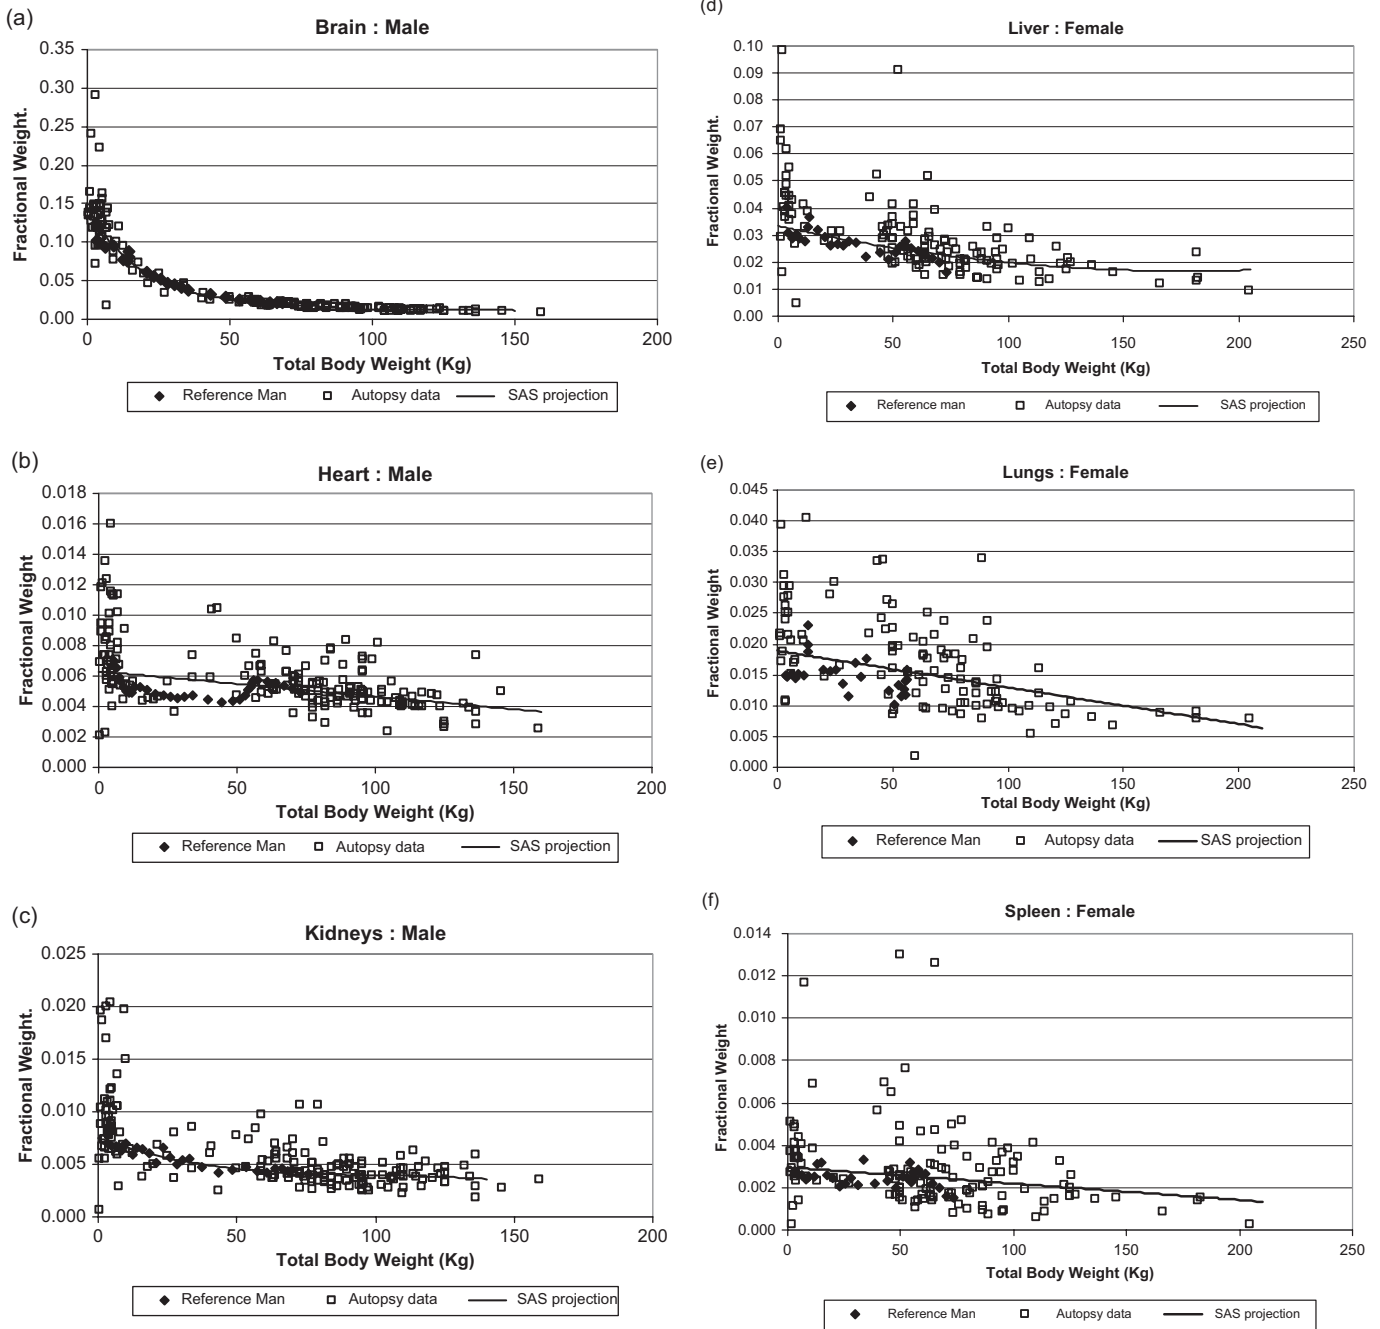 (a)
Brain : Male
0.35
0.30
0.25
0.20
0.15
0.10
0.05
0.00
Fractional Weight.
0 50 100 150 200
Total Body Weight (Kg)
Reference Man Autopsy data SAS projection
(b)
Heart : Male
0.018
0.016
0.014
0.012
0.010
0.008
0.006
0.004
0.002
0.000
Fractional Weight
0 50 100 150 200
Total Body Weight (Kg)
Reference Man Autopsy data SAS projection
(c)
Kidneys : Male
0.025
0.020
0.015
0.010
0.005
0.000
Fractional Weight.
0 50 100 150 200
Total Body Weight (Kg)
Reference Man Autopsy data SAS projection
(d)
Liver : Female
0.10
0.09
0.08
0.07
0.06
0.05
0.04
0.03
0.02
0.01
0.00
Fractional Weight.
0 50 100 150 200 250
Total Body Weight (Kg)
Reference man Autopsy data SAS projection
(e)
Lungs : Female
0.045
0.040
0.035
0.030
0.025
0.020
0.015
0.010
0.005
0.000
Fractional Weight
0 50 100 150 200 250
Total Body Weight (Kg)
Reference Man Autopsy data SAS projection
(f)
Spleen : Female
0.014
0.012
0.010
0.008
0.006
0.004
0.002
0.000
Fractional Weight
0 50 100 150 200 250
Total Body Weight (Kg)
Reference Man Autopsy data SAS projection